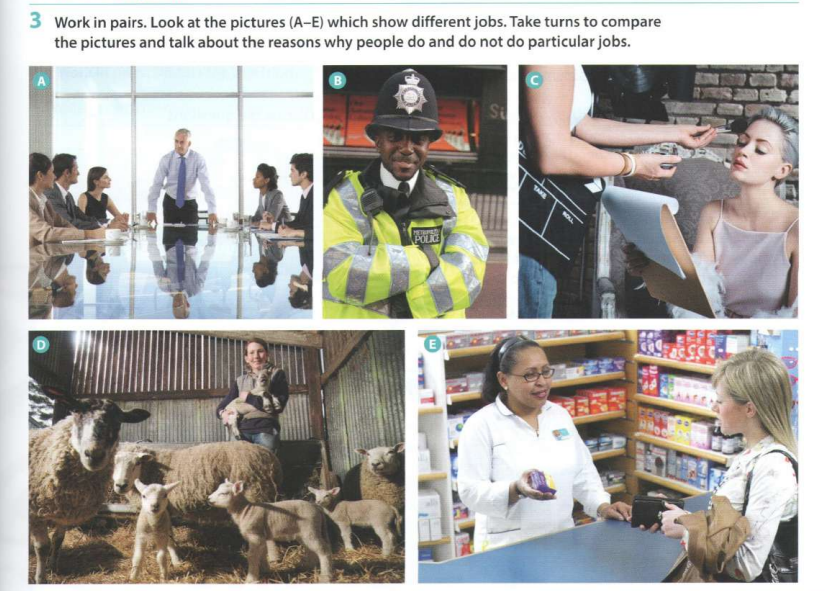 3 Work in pairs. Look at the pictures (A–E) which show different jobs. Take turns to compare
the pictures and talk about the reasons why people do and do not do particular jobs.
A
B
C
METROPOLITAN
POLICE
TAKE
ROLL
D
E